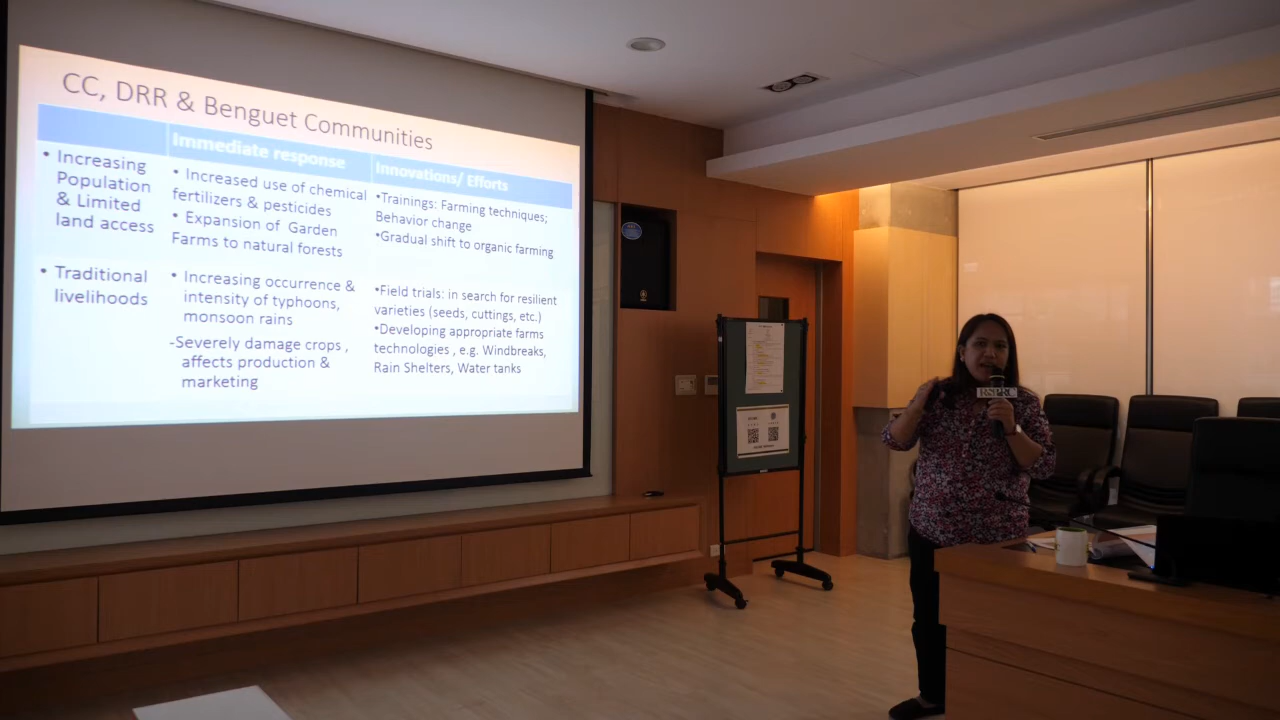 CC, DRR & Benguet Communities
Immediate response
Innovations/ Efforts
• Increasing
Population
& Limited
land access
• Increased use of chemical
fertilizers & pesticides
• Expansion of Garden
Farms to natural forests
•Trainings: Farming techniques;
Behavior change
•Gradual shift to organic farming
• Traditional
livelihoods
• Increasing occurrence &
intensity of typhoons,
monsoon rains
-Severely damage crops ,
affects production &
marketing
•Field trials: in search for resilient
varieties (seeds, cuttings, etc.)
•Developing appropriate farms
technologies , e.g. Windbreaks,
Rain Shelters, Water tanks
RSPRC